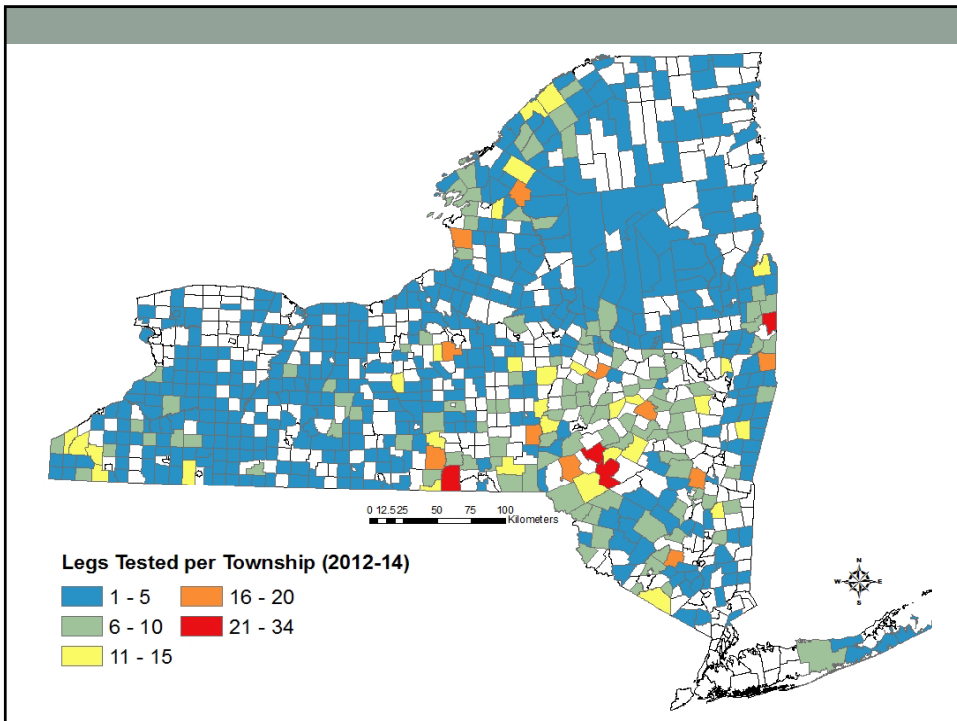 0 12.525 50 75 100
Kilometers
N
W E
S
Legs Tested per Township (2012-14)
1 - 5 16 - 20
6 - 10 21 - 34
11 - 15